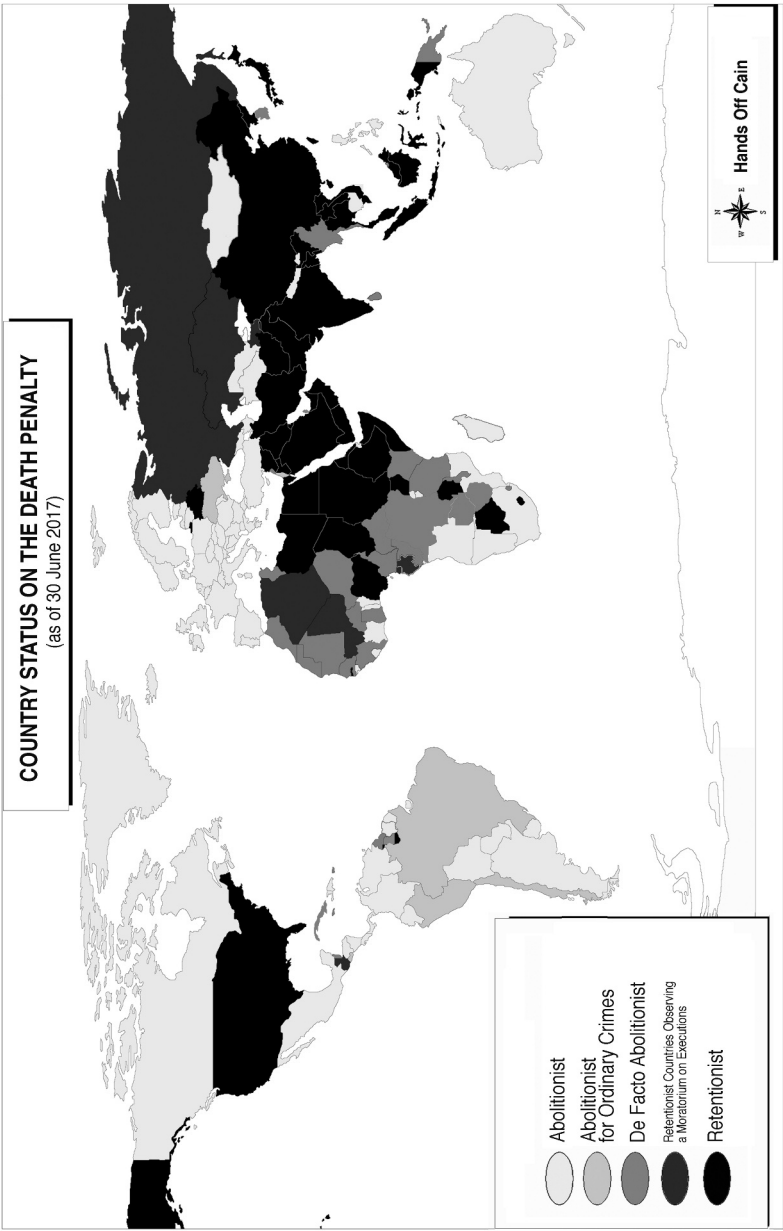 COUNTRY STATUS ON THE DEATH PENALTY
(as of 30 June 2017)
Abolitionist
Abolitionist
for Ordinary Crimes
De Facto Abolitionist
Retentionist Countries Observing
a Moratorium on Executions
Retentionist
N
W
E
S
Hands Off Cain